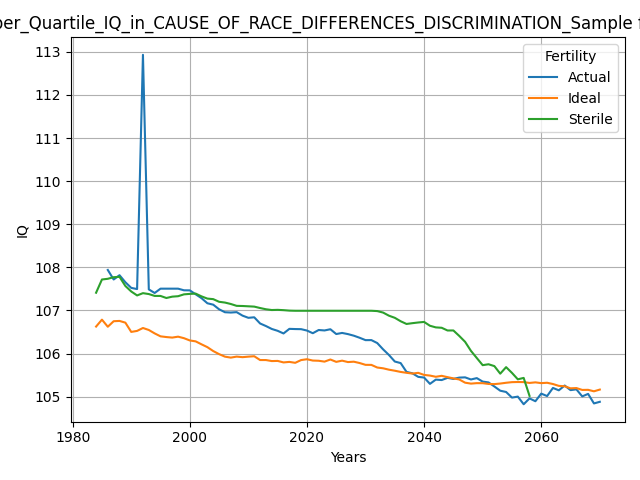 per_Quartile_IQ_in_CAUSE_OF_RACE_DIFFERENCES_DISCRIMINATION_Sample
Fertility
Actual
Ideal
Sterile
113
112
111
110
109
108
107
106
105
IQ
1980
2000
2020
2040
2060
Years